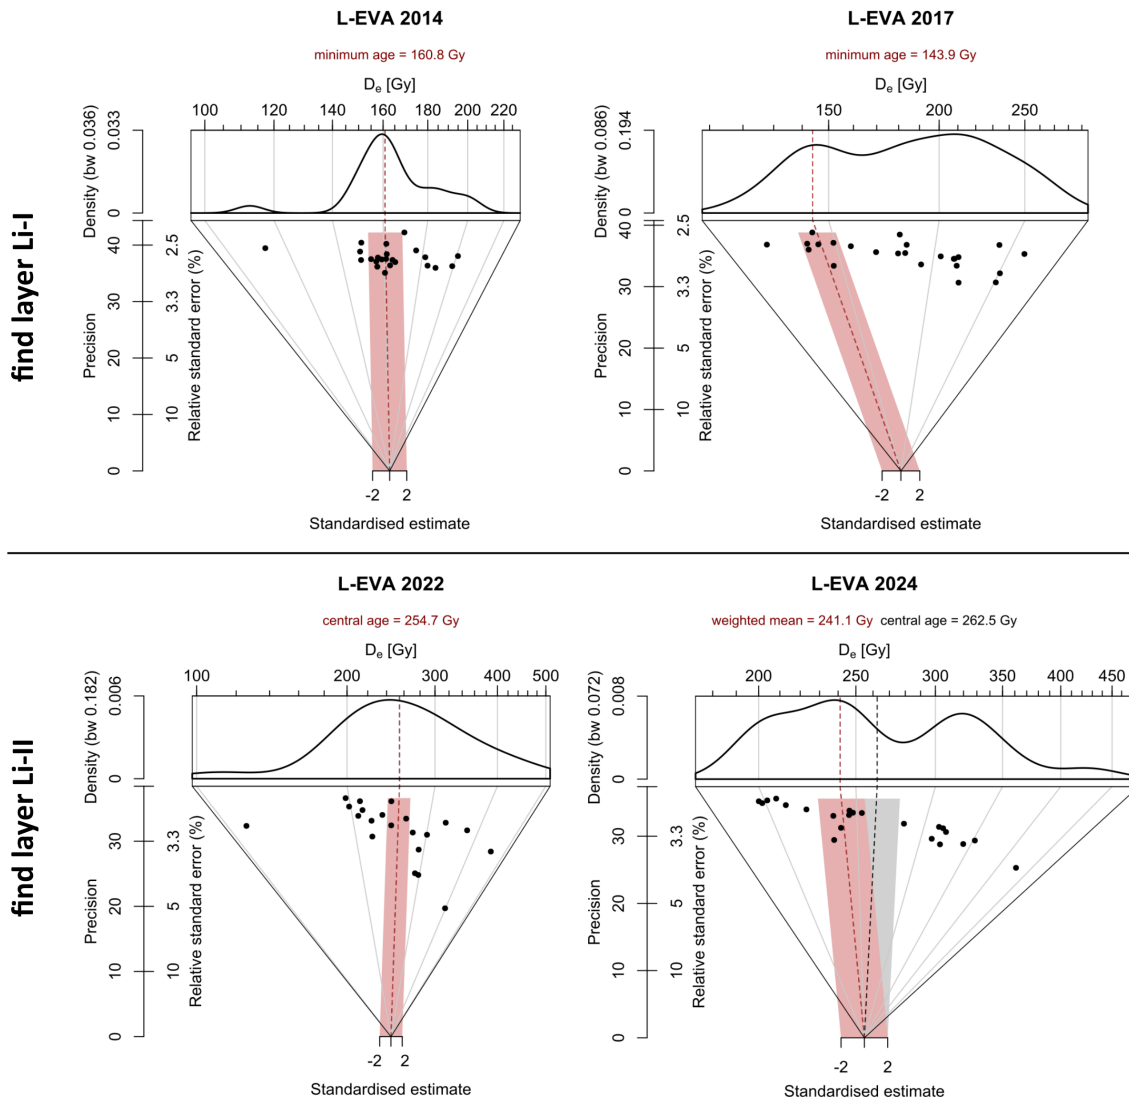 L-EVA 2014
minimum age = 160.8 Gy
De [Gy]
100 120 140 160 180 200 220
Density (bw 0.036)
0 0.033
find layer Li-I
Precision
0 10 20 30 40
Relative standard error (%)
10 5 3.3 2.5
-2 2
Standardised estimate
L-EVA 2017
minimum age = 143.9 Gy
De [Gy]
150 200 250
Density (bw 0.086)
0 0.194
Precision
0 10 20 30 40
Relative standard error (%)
10 5 3.3 2.5
-2 2
Standardised estimate
L-EVA 2022
central age = 254.7 Gy
De [Gy]
100 200 300 400 500
Density (bw 0.182)
0 0.006
find layer Li-II
Precision
0 10 20 30
Relative standard error (%)
10 5 3.3
-2 2
Standardised estimate
L-EVA 2024
weighted mean = 241.1 Gy central age = 262.5 Gy
De [Gy]
200 250 300 350 400 450
Density (bw 0.072)
0 0.008
Precision
0 10 20 30
Relative standard error (%)
10 5 3.3
-2 2
Standardised estimate